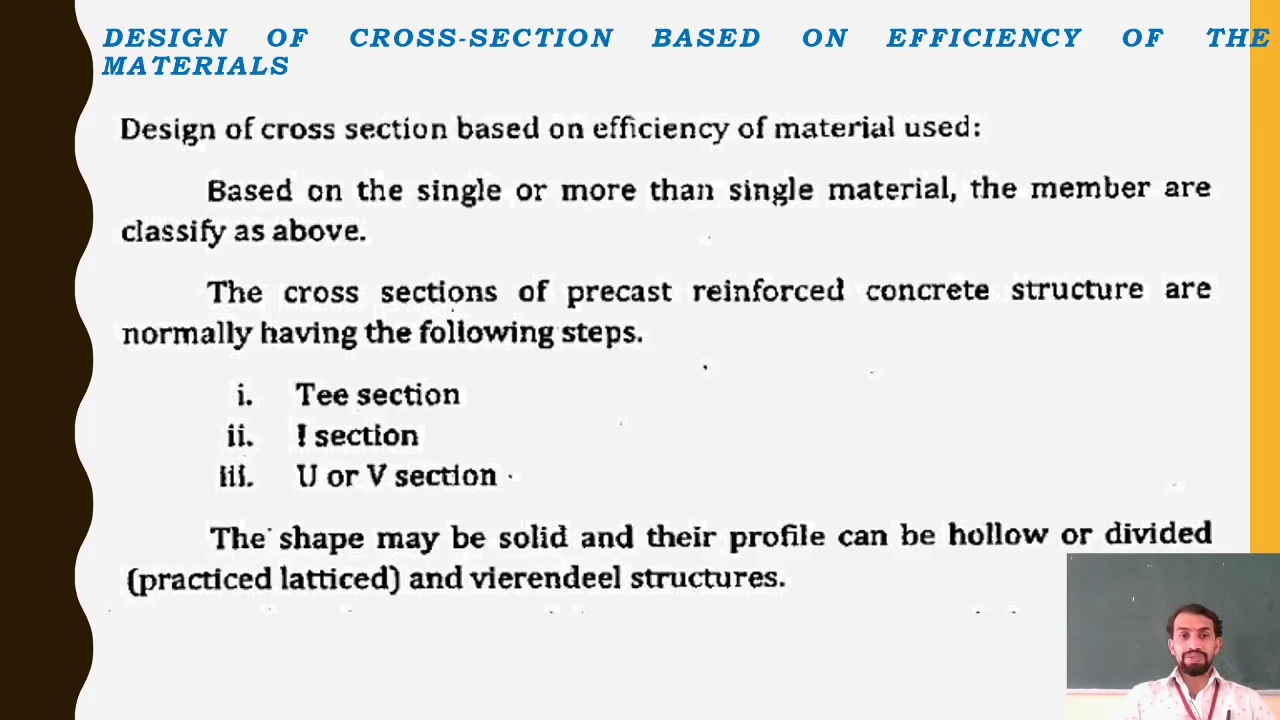 DESIGN OF CROSS-SECTION BASED ON EFFICIENCY OF THE
MATERIALS
Design of cross section based on efficiency of material used:
Based on the single or more than single material, the member are
classify as above.
The cross sections of precast reinforced concrete structure are
normally having the following steps.
i. Tee section
ii. I section
iii. U or V section
The shape may be solid and their profile can be hollow or divided
(practiced latticed) and vierendeel structures.